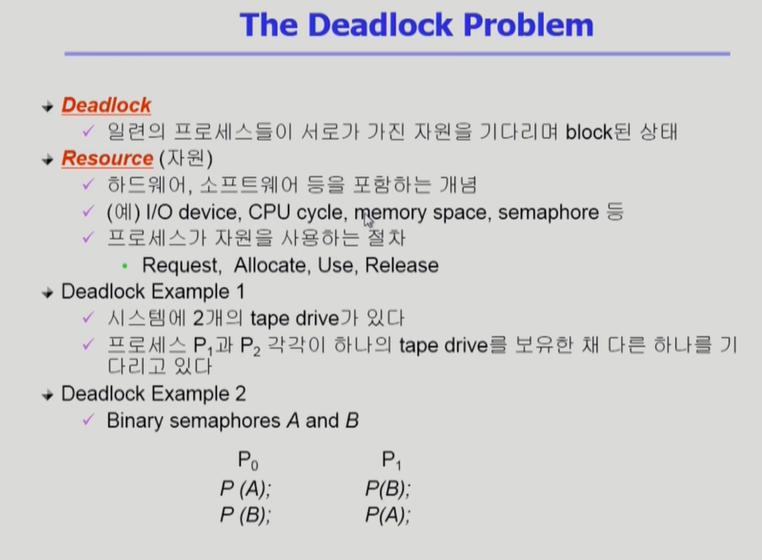 The Deadlock Problem
Deadlock
일련의 프로세스들이 서로가 가진 자원을 기다리며 block된 상태
Resource (자원)
하드웨어, 소프트웨어 등을 포함하는 개념
(예) I/O device, CPU cycle, memory space, semaphore 등
프로세스가 자원을 사용하는 절차
Request, Allocate, Use, Release
Deadlock Example 1
시스템에 2개의 tape drive가 있다
프로세스 P₁과 P₂ 각각이 하나의 tape drive를 보유한 채 다른 하나를 기
다리고 있다
Deadlock Example 2
Binary semaphores A and B
P₀ P₁
P (A); P(B);
P (B); P(A);